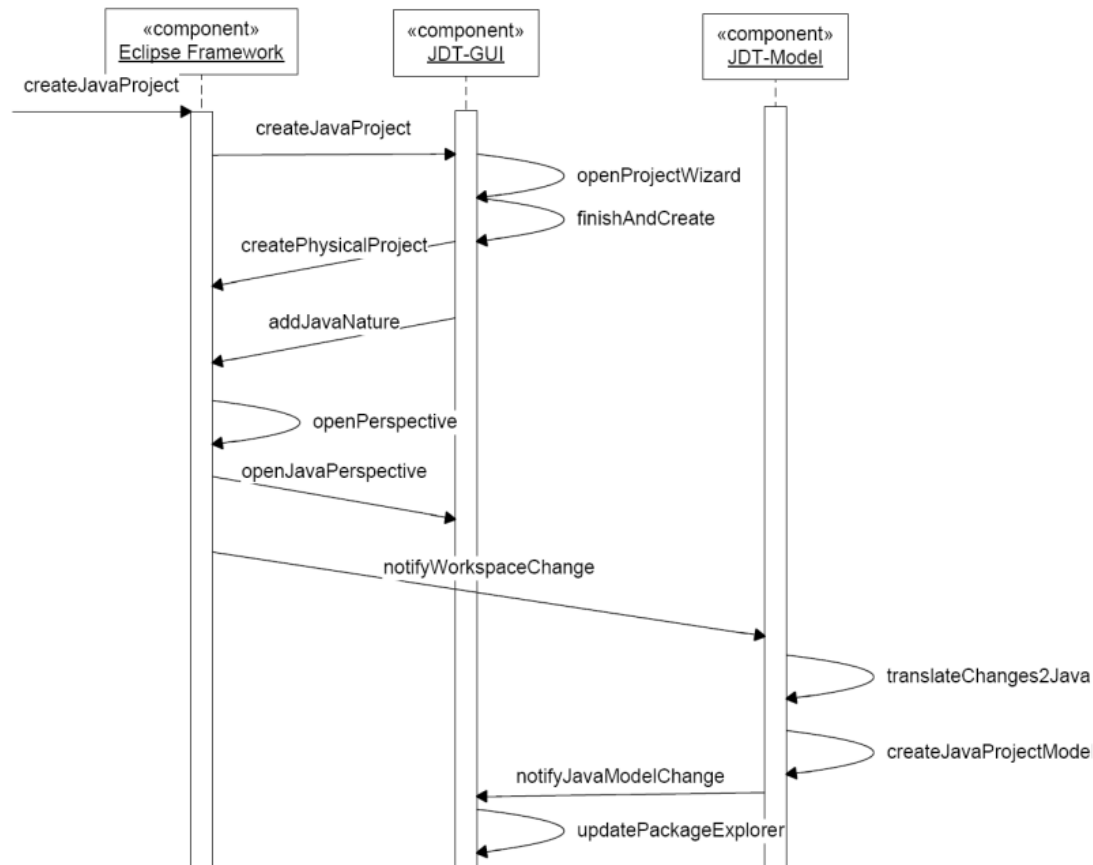 «component»
Eclipse Framework
«component»
JDT-GUI
«component»
JDT-Model
createJavaProject
createJavaProject
openProjectWizard
finishAndCreate
createPhysicalProject
addJavaNature
openPerspective
openJavaPerspective
notifyWorkspaceChange
translateChanges2Java
createJavaProjectModel
notifyJavaModelChange
updatePackageExplorer